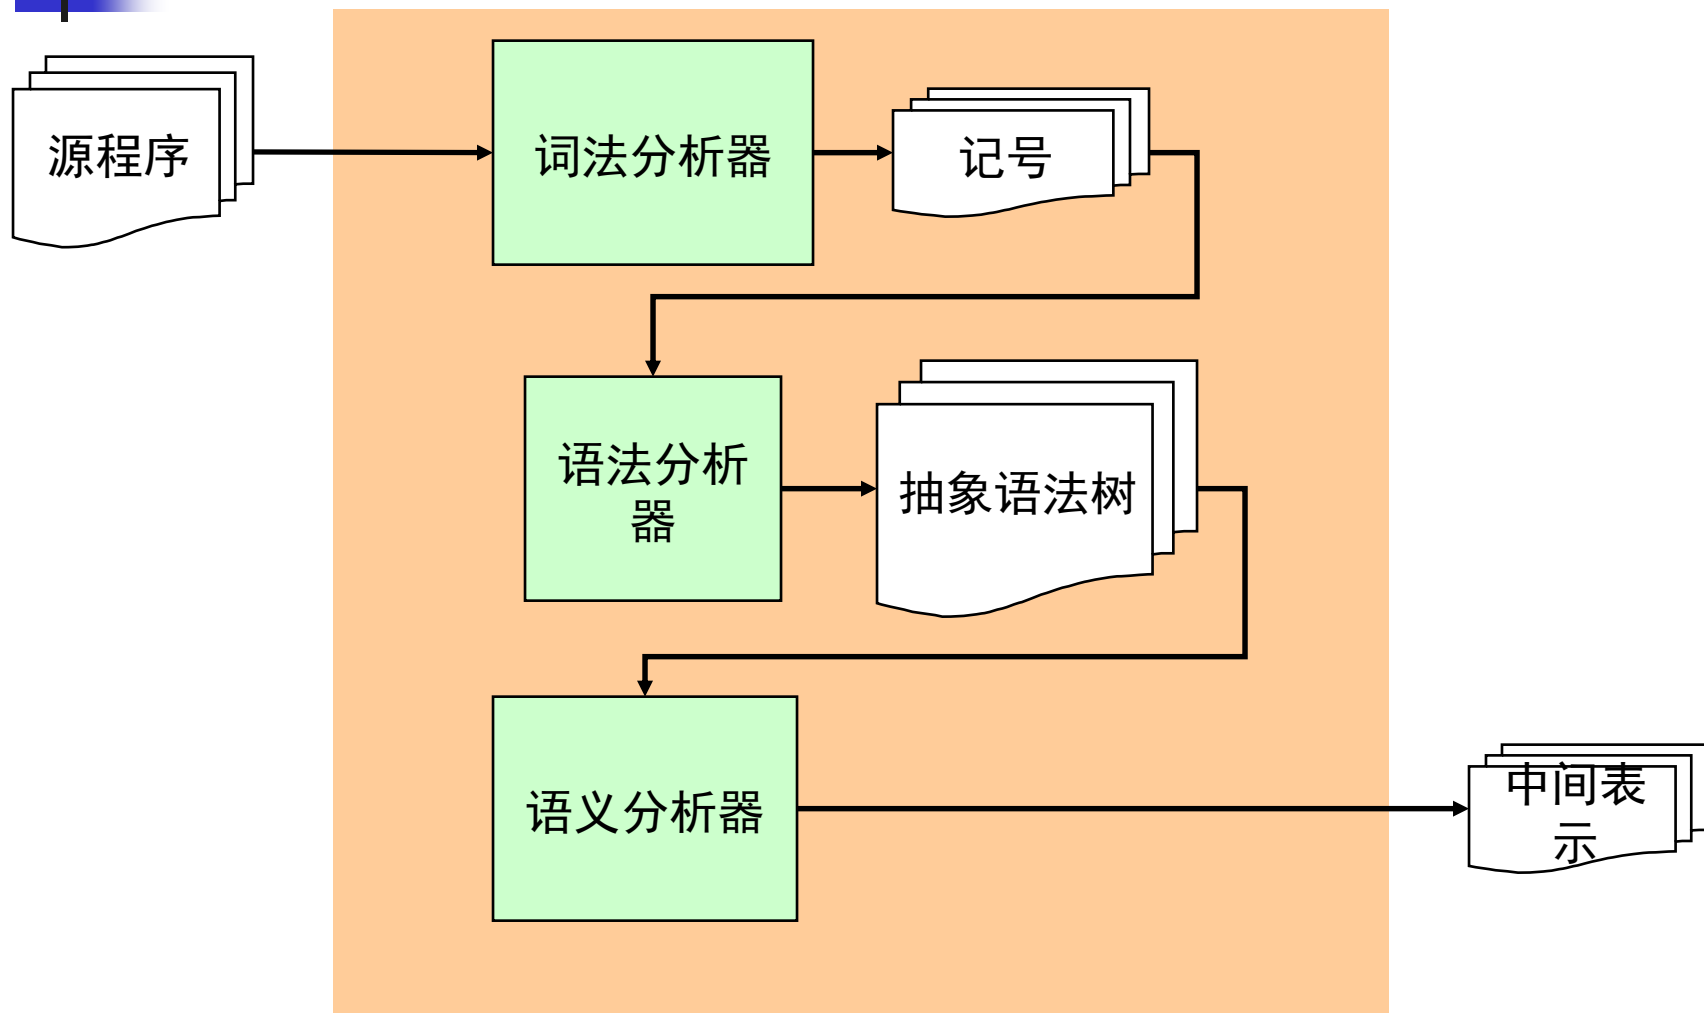 源程序
词法分析器
记号
语法分析
器
抽象语法树
语义分析器
中间表
示